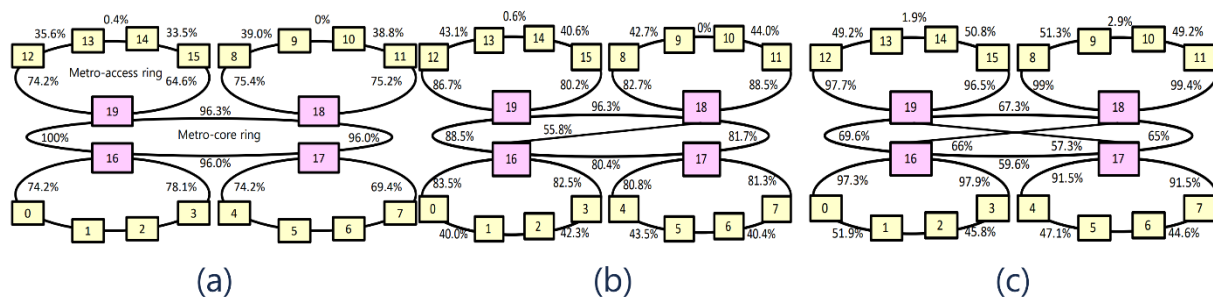 35.6% 0.4% 33.5%
12 13 14 15
74.2% Metro-access ring 64.6%
39.0% 0% 38.8%
8 9 10 11
75.4% 75.2%
19 96.3% 18
100% Metro-core ring 96.0%
16 96.0% 17
74.2% 78.1%
0 1 2 3
74.2% 69.4%
4 5 6 7
(a)
43.1% 0.6% 40.6%
12 13 14 15
86.7% 80.2%
42.7% 0% 44.0%
8 9 10 11
82.7% 88.5%
19 96.3% 18
88.5% 55.8% 81.7%
16 80.4% 17
83.5% 82.5%
0 1 2 3
40.0% 42.3%
80.8% 81.3%
4 5 6 7
43.5% 40.4%
(b)
49.2% 1.9% 50.8%
12 13 14 15
97.7% 96.5%
51.3% 2.9% 49.2%
8 9 10 11
99% 99.4%
19 67.3% 18
69.6% 66% 57.3% 65%
16 59.6% 17
97.3% 97.9%
0 1 2 3
51.9% 45.8%
91.5% 91.5%
4 5 6 7
47.1% 44.6%
(c)